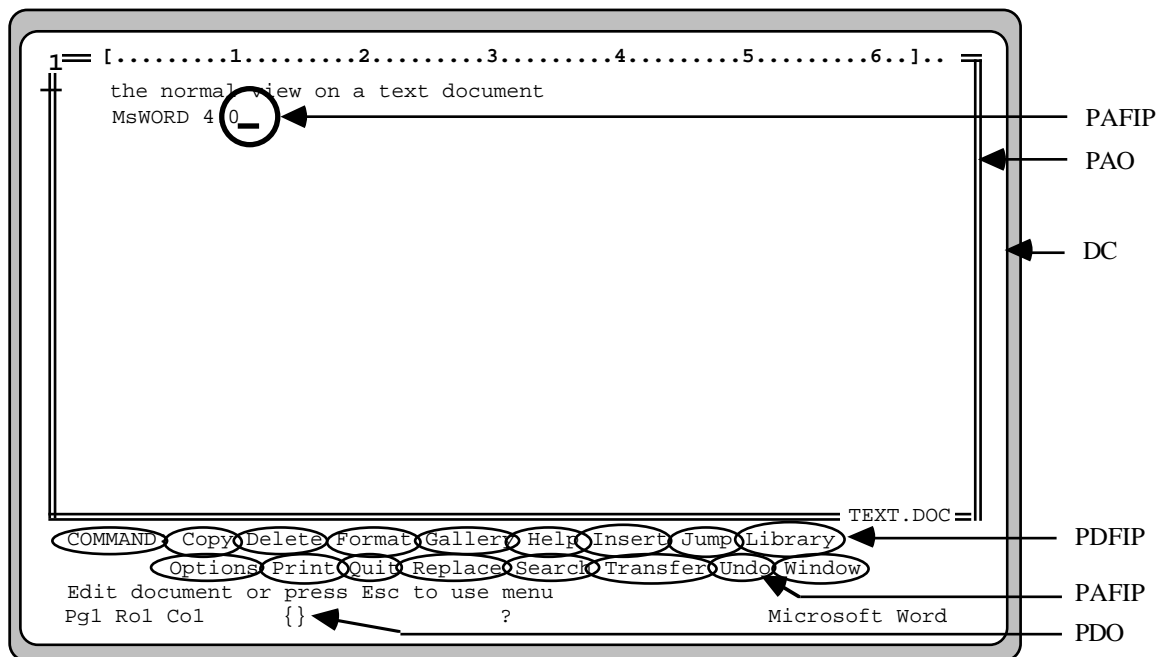 1 [.........1.........2.........3.........4.........5.........6..]..
the normal view on a text document
MsWORD 4 0_ PAFIP
PAO
DC
TEXT.DOC
COMMAND Copy Delete Format Gallery Help Insert Jump Library PDFIP
Options Print Quit Replace Search Transfer Undo Window
Edit document or press Esc to use menu PAFIP
Pg1 Ro1 Co1 {} ? Microsoft Word
PDO